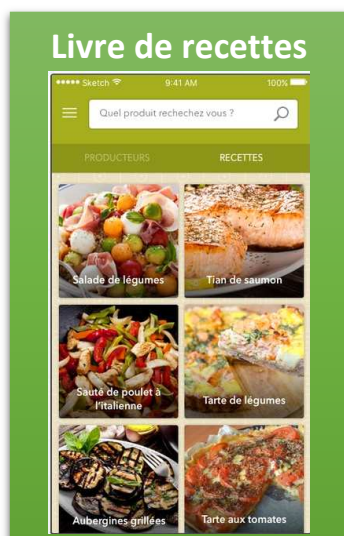 Livre de recettes
Sketch 9:41 AM 100%
Quel produit rechechez vous ?
PRODUCTEURS RECETTES
Salade de légumes Tian de saumon
Sauté de poulet à
l'italienne
Tarte de légumes
Aubergines grillées Tarte aux tomates